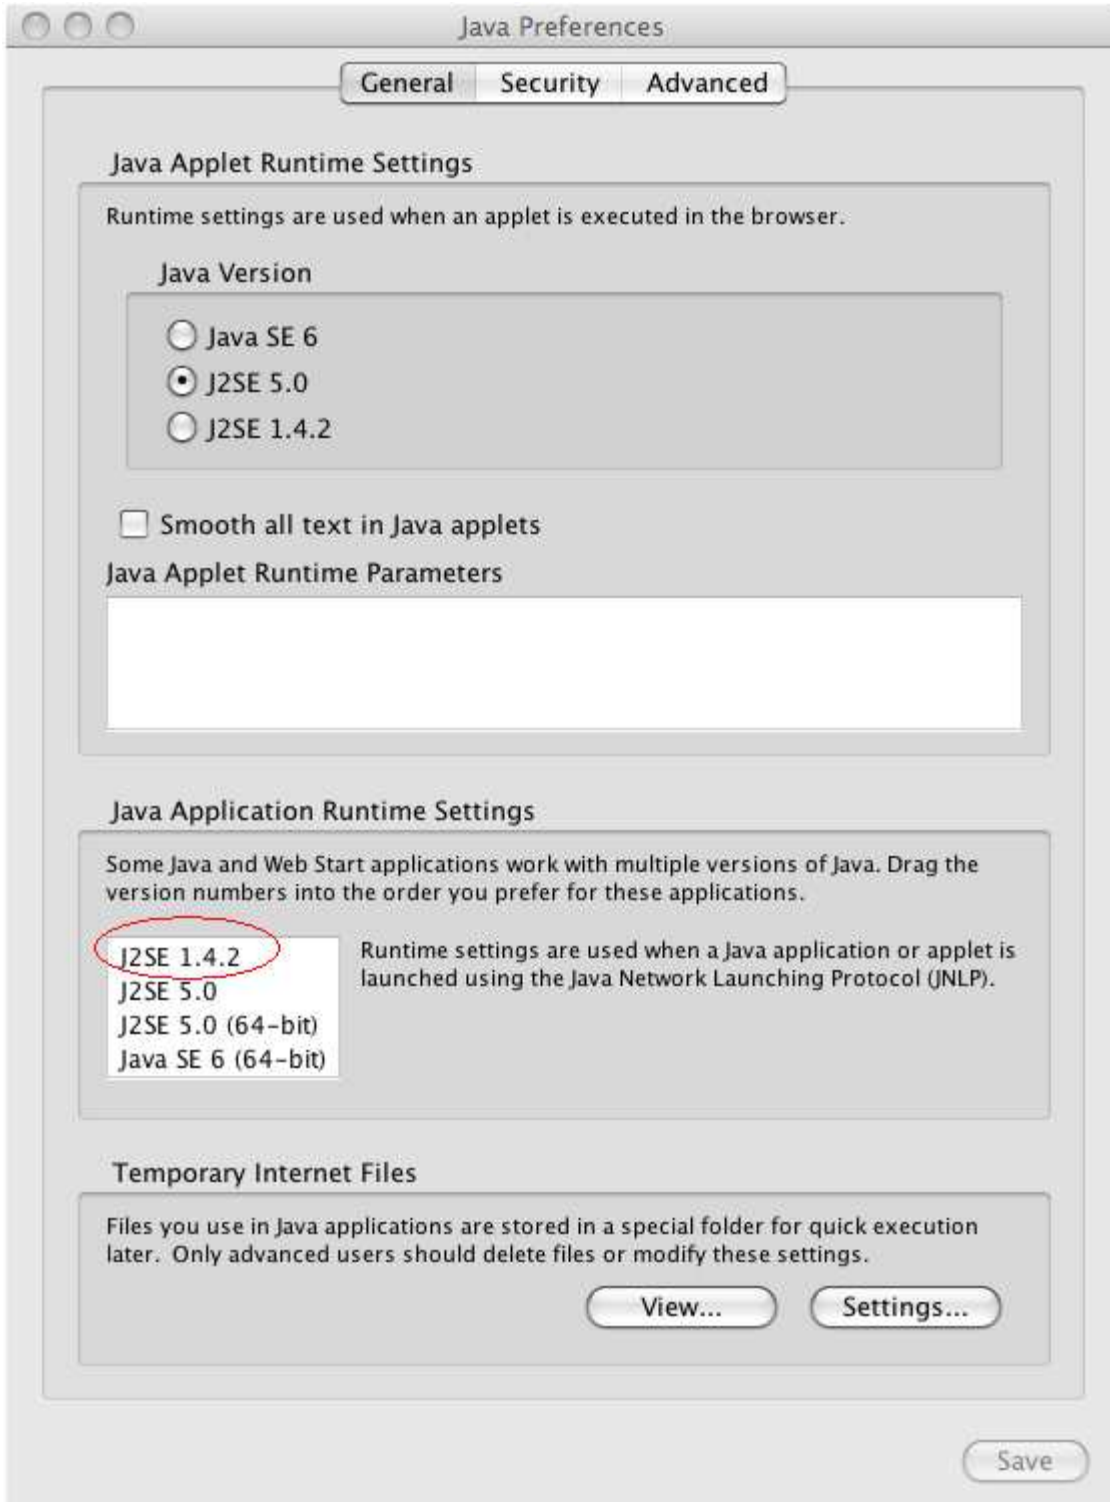 Java Preferences
General Security Advanced
Java Applet Runtime Settings
Runtime settings are used when an applet is executed in the browser.
Java Version
Java SE 6
J2SE 5.0
J2SE 1.4.2
Smooth all text in Java applets
Java Applet Runtime Parameters
Java Application Runtime Settings
Some Java and Web Start applications work with multiple versions of Java. Drag the
version numbers into the order you prefer for these applications.
J2SE 1.4.2
J2SE 5.0
J2SE 5.0 (64-bit)
Java SE 6 (64-bit)
Runtime settings are used when a Java application or applet is
launched using the Java Network Launching Protocol (JNLP).
Temporary Internet Files
Files you use in Java applications are stored in a special folder for quick execution
later. Only advanced users should delete files or modify these settings.
View... Settings...
Save